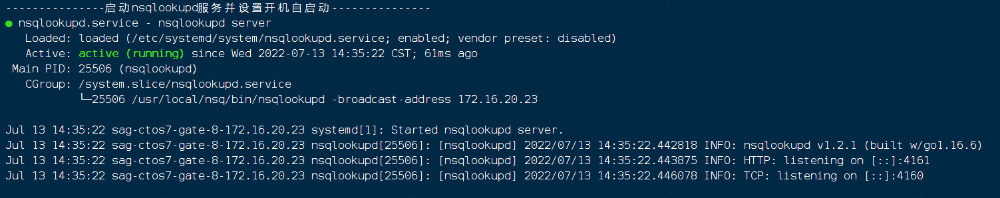 ---------------启动nsqlookupd服务并设置开机自启动---------------
● nsqlookupd.service - nsqlookupd server
   Loaded: loaded (/etc/systemd/system/nsqlookupd.service; enabled; vendor preset: disabled)
   Active: active (running) since Wed 2022-07-13 14:35:22 CST; 61ms ago
 Main PID: 25506 (nsqlookupd)
   CGroup: /system.slice/nsqlookupd.service
           └─25506 /usr/local/nsq/bin/nsqlookupd -broadcast-address 172.16.20.23
Jul 13 14:35:22 sag-ctos7-gate-8-172.16.20.23 systemd[1]: Started nsqlookupd server.
Jul 13 14:35:22 sag-ctos7-gate-8-172.16.20.23 nsqlookupd[25506]: [nsqlookupd] 2022/07/13 14:35:22.442818 INFO: nsqlookupd v1.2.1 (built w/go1.16.6)
Jul 13 14:35:22 sag-ctos7-gate-8-172.16.20.23 nsqlookupd[25506]: [nsqlookupd] 2022/07/13 14:35:22.443875 INFO: HTTP: listening on [::]:4161
Jul 13 14:35:22 sag-ctos7-gate-8-172.16.20.23 nsqlookupd[25506]: [nsqlookupd] 2022/07/13 14:35:22.446078 INFO: TCP: listening on [::]:4160